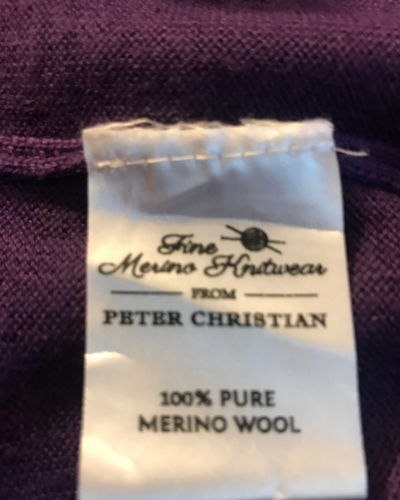 Fine
Merino Knitwear
FROM
PETER CHRISTIAN
100% PURE
MERINO WOOL